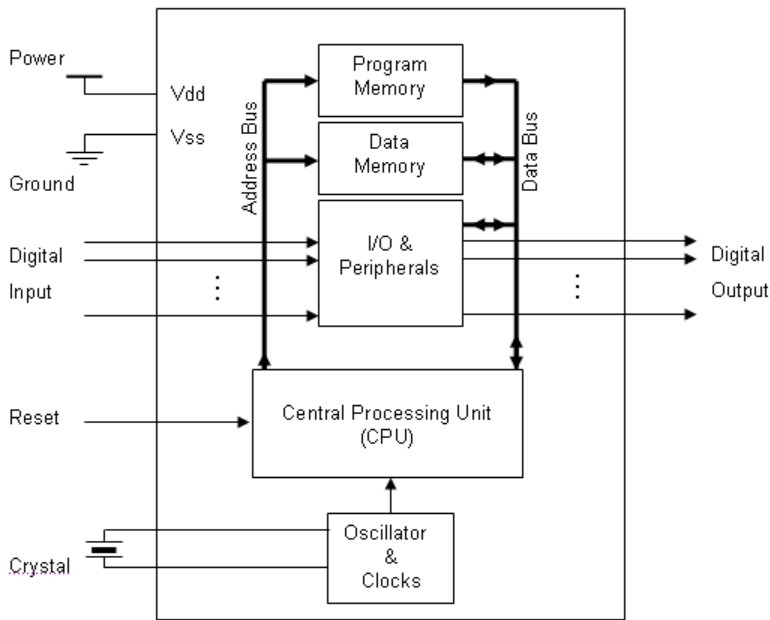 Power
Vdd
Vss
Ground
Address Bus
Program
Memory
Data
Memory
Data Bus
I/O &
Peripherals
Digital
Input
Digital
Output
Reset
Central Processing Unit
(CPU)
Crystal
Oscillator
&
Clocks